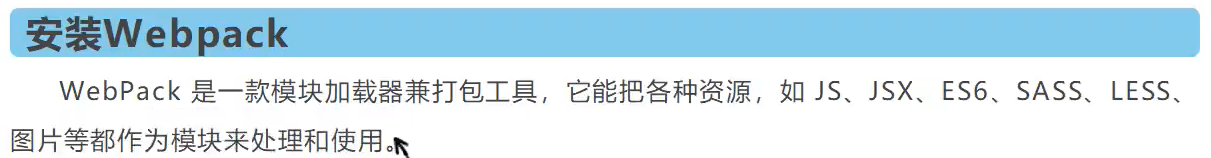 安装Webpack
WebPack 是一款模块加载器兼打包工具，它能把各种资源，如 JS、JSX、ES6、SASS、LESS、
图片等都作为模块来处理和使用。